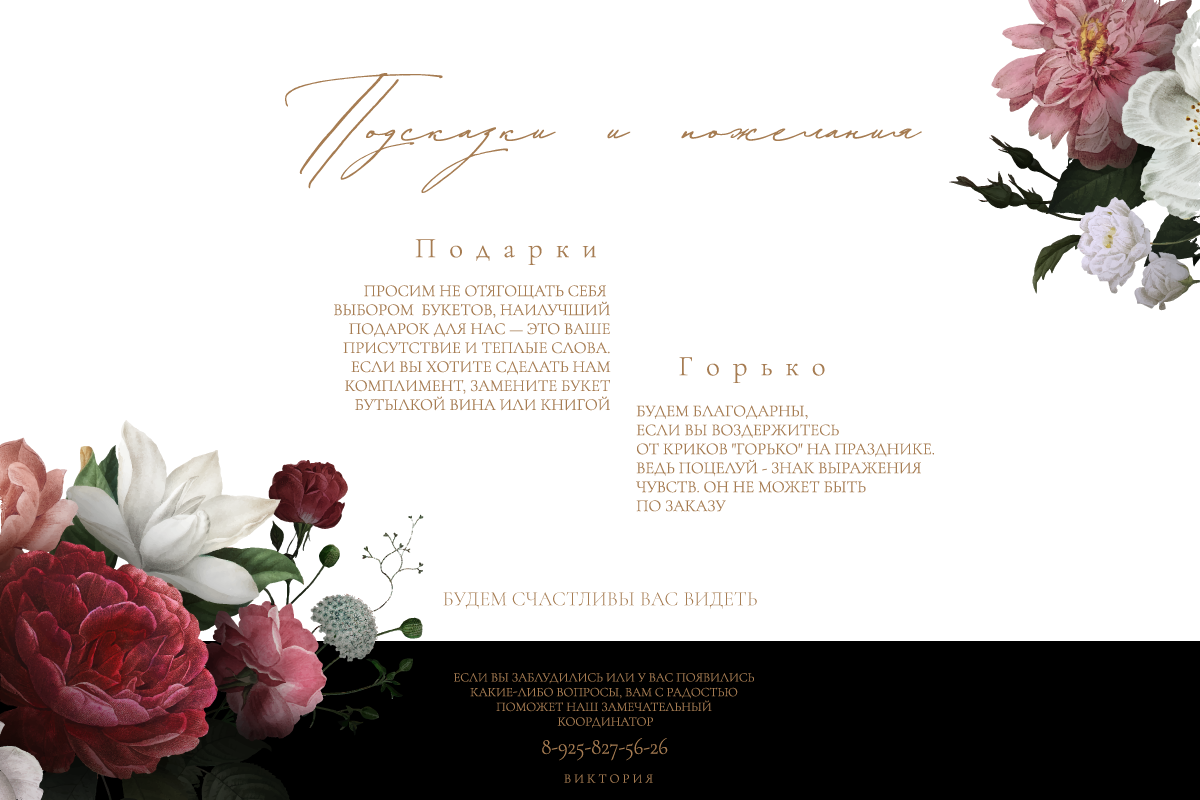 Подсказки и пожелания
Подарки
ПРОСИМ НЕ ОТЯГОЩАТЬ СЕБЯ
ВЫБОРОМ БУКЕТОВ, НАИЛУЧШИЙ
ПОДАРОК ДЛЯ НАС — ЭТО ВАШЕ
ПРИСУТСТВИЕ И ТЕПЛЫЕ СЛОВА.
ЕСЛИ ВЫ ХОТИТЕ СДЕЛАТЬ НАМ
КОМПЛИМЕНТ, ЗАМЕНИТЕ БУКЕТ
БУТЫЛКОЙ ВИНА ИЛИ КНИГОЙ
Горько
БУДЕМ БЛАГОДАРНЫ,
ЕСЛИ ВЫ ВОЗДЕРЖИТЕСЬ
ОТ КРИКОВ "ГОРЬКО" НА ПРАЗДНИКЕ.
ВЕДЬ ПОЦЕЛУЙ - ЗНАК ВЫРАЖЕНИЯ
ЧУВСТВ. ОН НЕ МОЖЕТ БЫТЬ
ПО ЗАКАЗУ
БУДЕМ СЧАСТЛИВЫ ВАС ВИДЕТЬ
ЕСЛИ ВЫ ЗАБЛУДИЛИСЬ ИЛИ У ВАС ПОЯВИЛИСЬ
КАКИЕ-ЛИБО ВОПРОСЫ, ВАМ С РАДОСТЬЮ
ПОМОЖЕТ НАШ ЗАМЕЧАТЕЛЬНЫЙ
КООРДИНАТОР
8-925-827-56-26
ВИКТОРИЯ